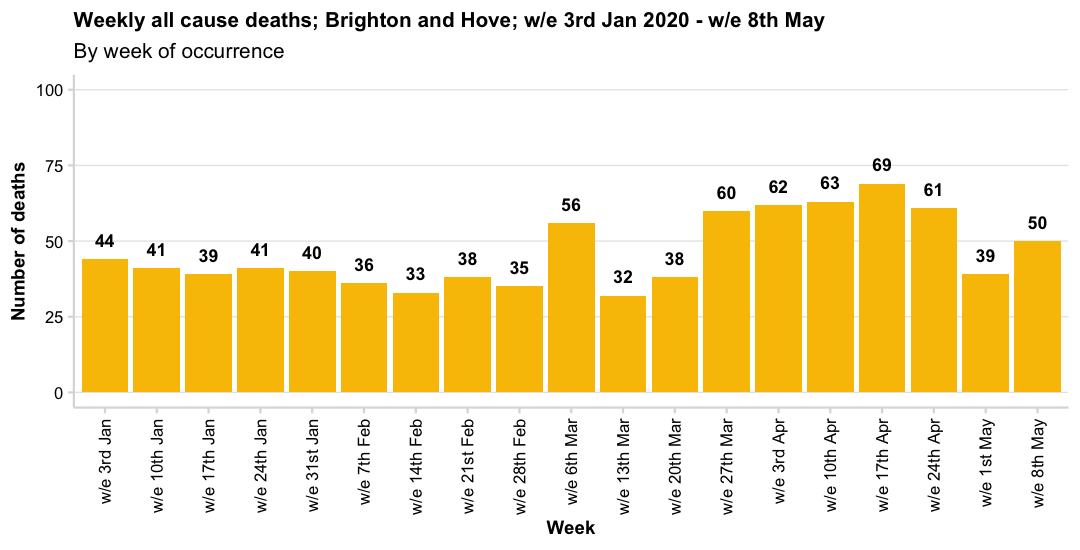 Weekly all cause deaths; Brighton and Hove; w/e 3rd Jan 2020 - w/e 8th May
By week of occurrence
Number of deaths
100
75
50
25
0
44
41
39
41
40
36
33
38
35
56
32
38
60
62
63
69
61
39
50
w/e 3rd Jan
w/e 10th Jan
w/e 17th Jan
w/e 24th Jan
w/e 31st Jan
w/e 7th Feb
w/e 14th Feb
w/e 21st Feb
w/e 28th Feb
w/e 6th Mar
w/e 13th Mar
w/e 20th Mar
w/e 27th Mar
w/e 3rd Apr
w/e 10th Apr
w/e 17th Apr
w/e 24th Apr
w/e 1st May
w/e 8th May
Week